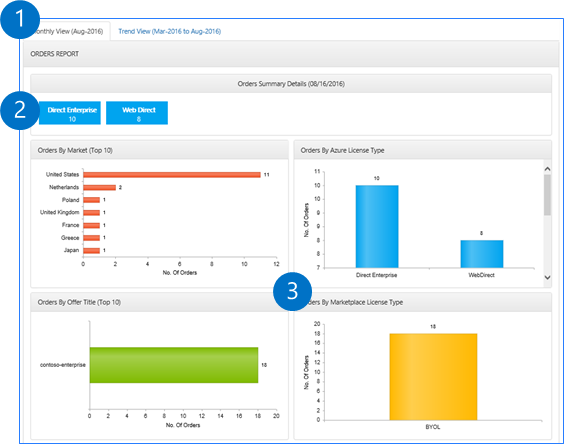 1
Monthly View (Aug-2016) Trend View (Mar-2016 to Aug-2016)
ORDERS REPORT
Orders Summary Details (08/16/2016)
2
Direct Enterprise
10
Web Direct
8
Orders By Market (Top 10)
United States 11
Netherlands 2
Poland 1
United Kingdom 1
France 1
Greece 1
Japan 1
0 2 4 6 8 10 12
No. Of Orders
Orders By Azure License Type
No. Of Orders
11
10
9
8
8
7
10
8
Direct Enterprise WebDirect
3
Orders By Offer Title (Top 10)
contoso-enterprise 18
0 2 4 6 8 10 12 14 16 18 20
No. Of Orders
Orders By Marketplace License Type
No. Of Orders
20
18
16
14
12
10
8
6
4
2
0
18
BYOL